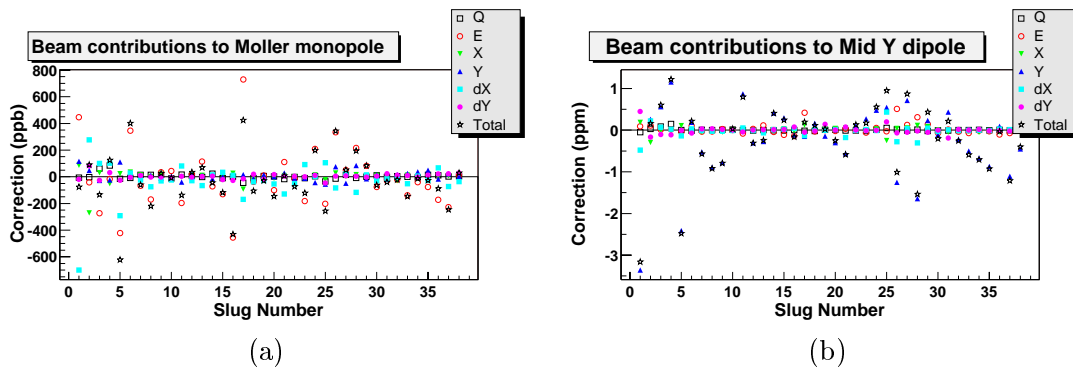 Beam contributions to Moller monopole
Q
E
X
Y
dX
dY
Total
Correction (ppb)
800
600
400
200
0
-200
-400
-600
0 5 10 15 20 25 30 35
Slug Number
(a)
Beam contributions to Mid Y dipole
Q
E
X
Y
dX
dY
Total
Correction (ppm)
1
0
-1
-2
-3
0 5 10 15 20 25 30 35
Slug Number
(b)